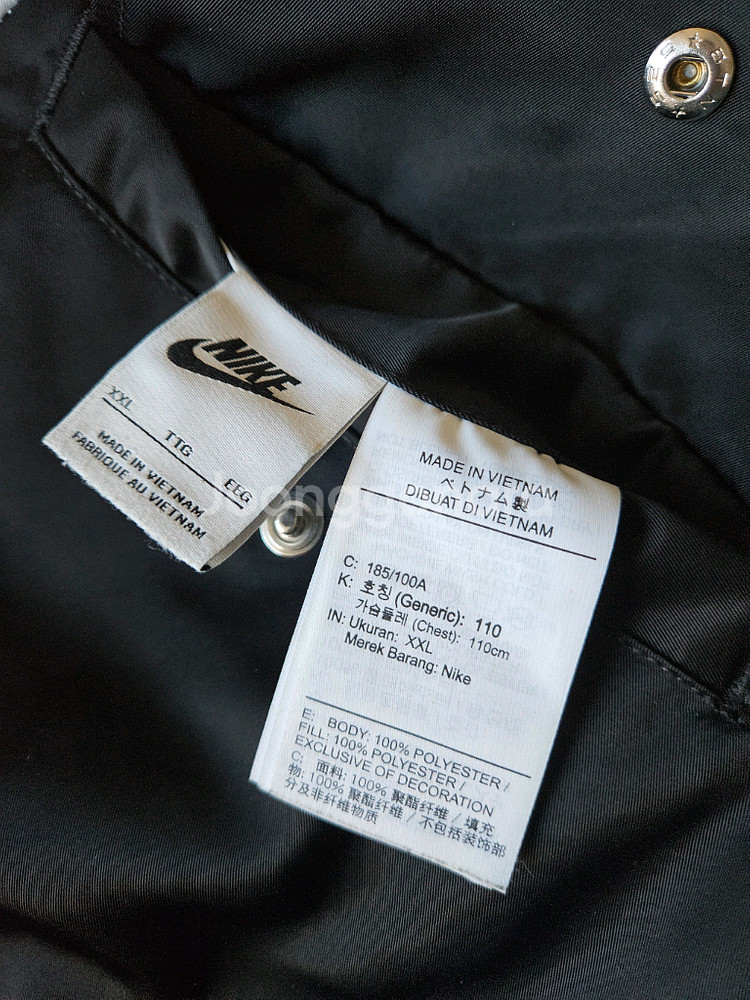 NIKE
XXL
TTG
EEG
MADE IN VIETNAM
FABRIQUE AU VIETNAM
MADE IN VIETNAM
ベトナム製
DIBUAT DI VIETNAM
C: 185/100A
K: 호칭 (Generic): 110
가슴둘레 (Chest): 110cm
IN: Ukuran: XXL
Merek Barang: Nike
E: BODY: 100% POLYESTER /
FILL: 100% POLYESTER /
EXCLUSIVE OF DECORATION
C: 面料: 100% 聚酯纤维 / 填充
物: 100% 聚酯纤维 / 不包括装饰部
分及非纤维物质